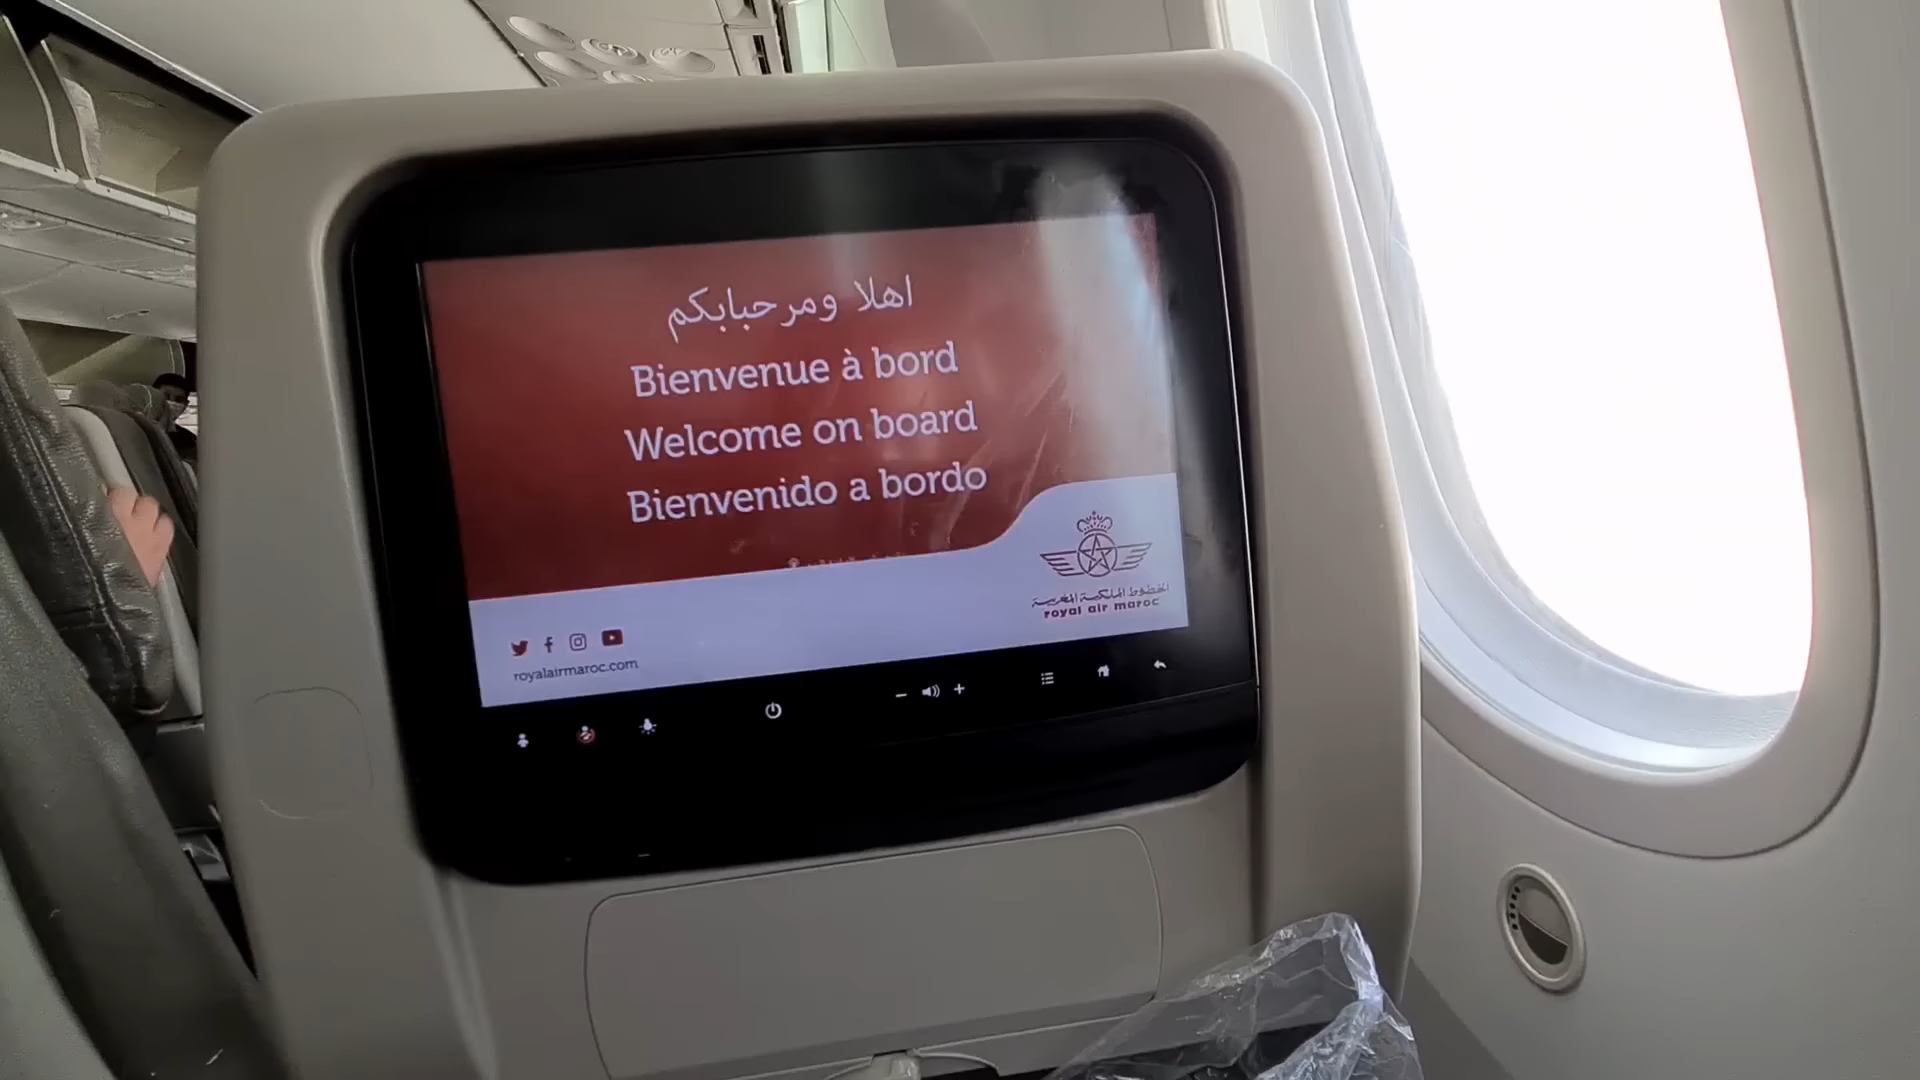 اهلا ومرحبابكم
Bienvenue à bord
Welcome on board
Bienvenido a bordo
الخطوط الملكية المغربية
royal air maroc
royalairmaroc.com